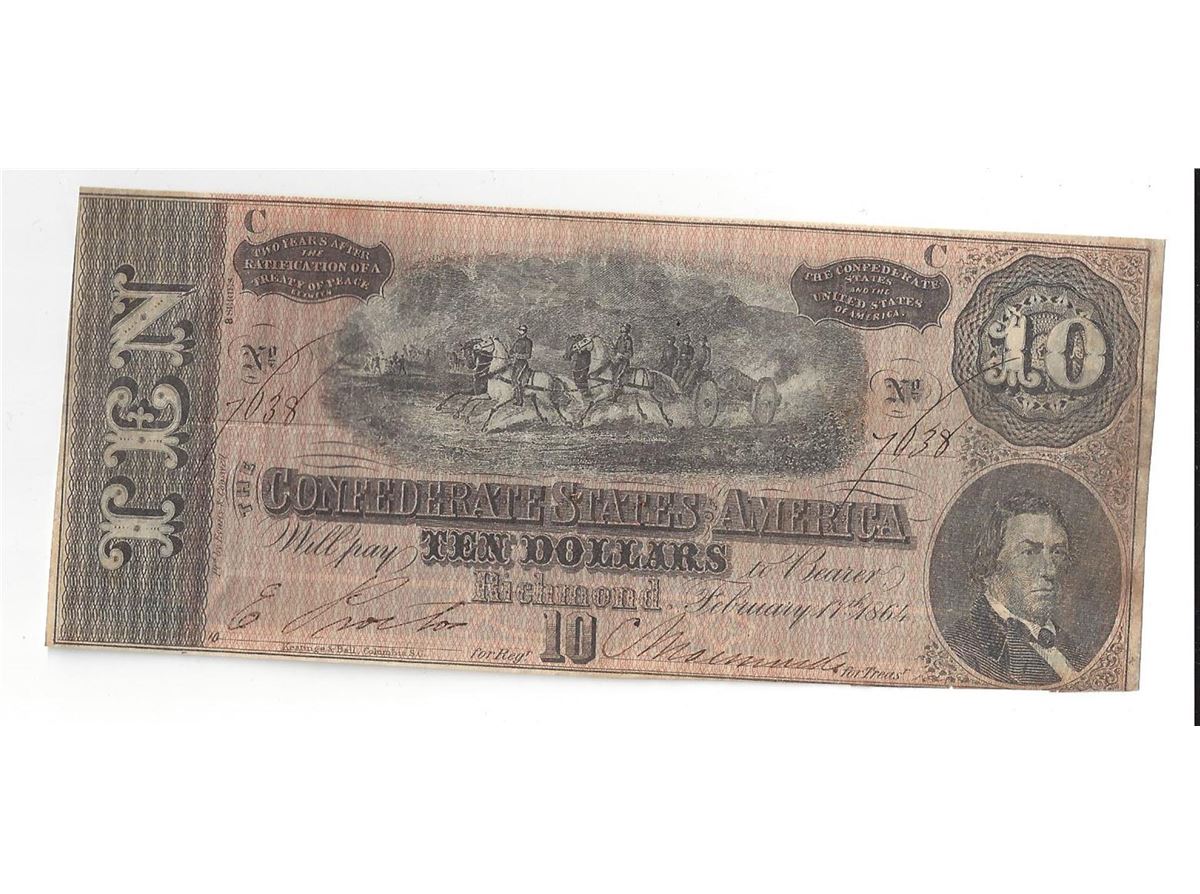 C
TWO YEARS AFTER
THE
RATIFICATION OF A
TREATY OF PEACE
BETWEEN
C
THE CONFEDERATE
STATES
AND THE
UNITED STATES
OF AMERICA.
10
TEN
8 SERIES.
No
7038
No
7038
THE
CONFEDERATE STATES OF AMERICA
Will pay TEN DOLLARS to Bearer
Richmond, February 17th 1864
10
Keatinge & Ball, Columbia S.C.
for Regr
for Treasr